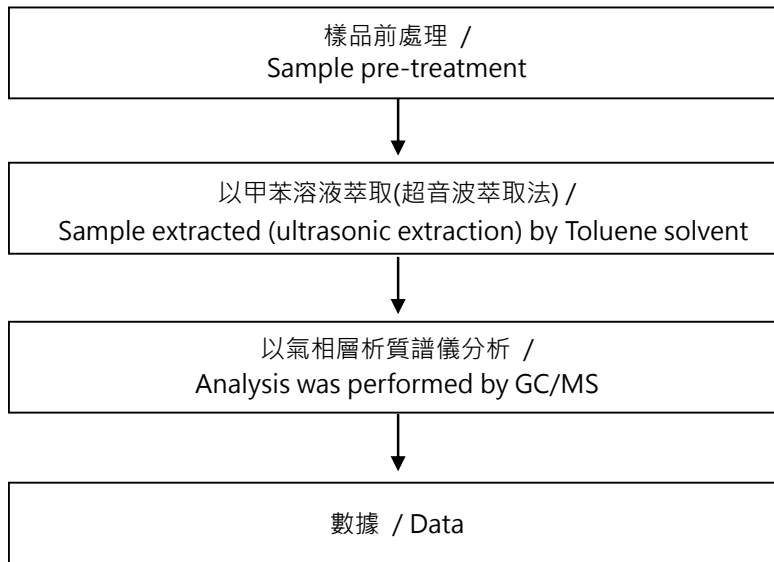 樣品前處理 /
Sample pre-treatment
以甲苯溶液萃取(超音波萃取法) /
Sample extracted (ultrasonic extraction) by Toluene solvent
以氣相層析質譜儀分析 /
Analysis was performed by GC/MS
數據 / Data